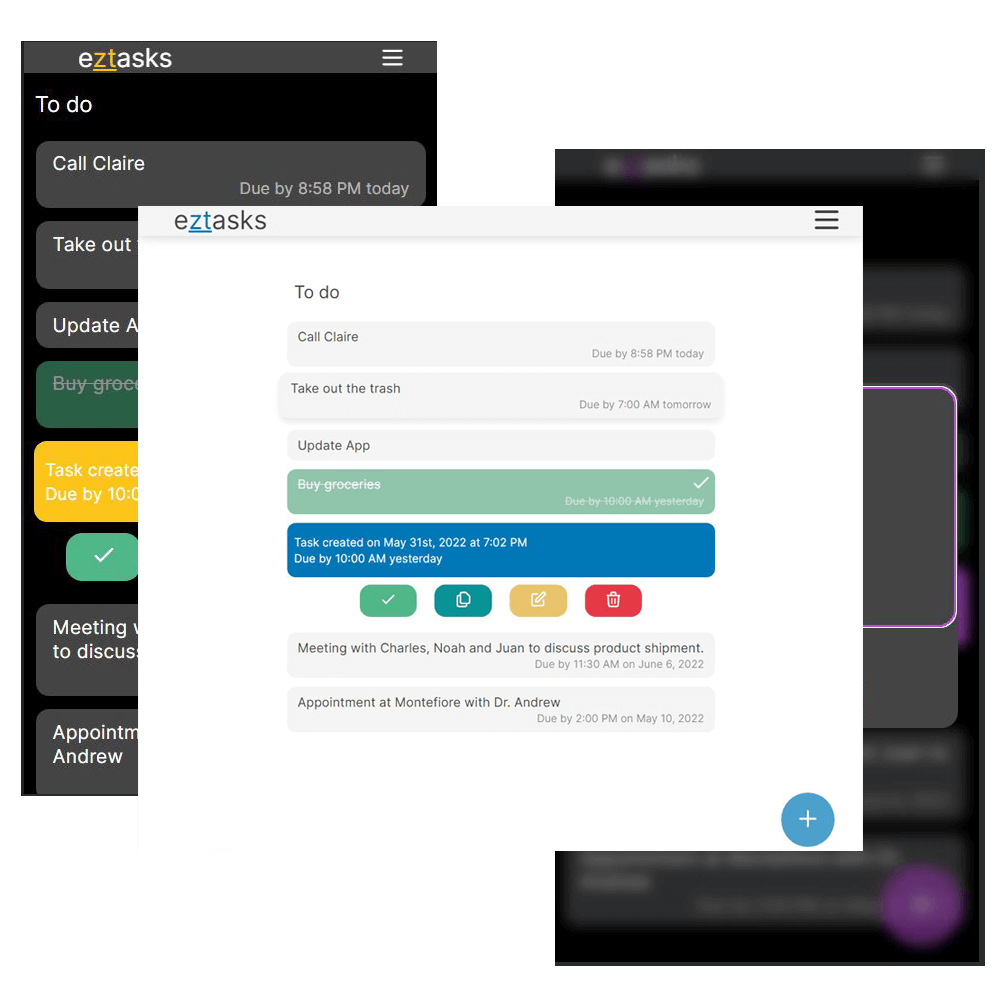 eztasks
To do
Call Claire
Due by 8:58 PM today
Take out
Update A
Buy groce
Task create
Due by 10:0
Meeting
to discus
Appointm
Andrew
eztasks
To do
Call Claire
Due by 8:58 PM today
Take out the trash
Due by 7:00 AM tomorrow
Update App
Buy groceries
Due by 10:00 AM yesterday
Task created on May 31st, 2022 at 7:02 PM
Due by 10:00 AM yesterday
Meeting with Charles, Noah and Juan to discuss product shipment.
Due by 11:30 AM on June 6, 2022
Appointment at Montefiore with Dr. Andrew
Due by 2:00 PM on May 10, 2022